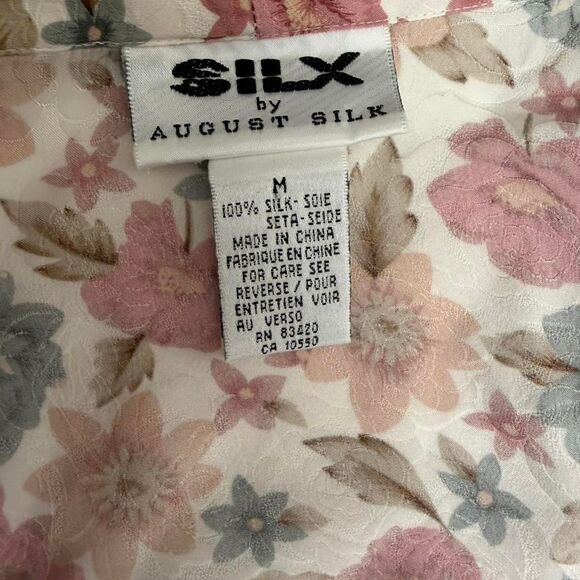 SILX
by
AUGUST SILK
M
100% SILK- SOIE
SETA-SEIDE
MADE IN CHINA
FABRIQUE EN CHINE
FOR CARE SEE
REVERSE / POUR
ENTRETIEN VOIR
AU VERSO
RN 83420
CA 10550